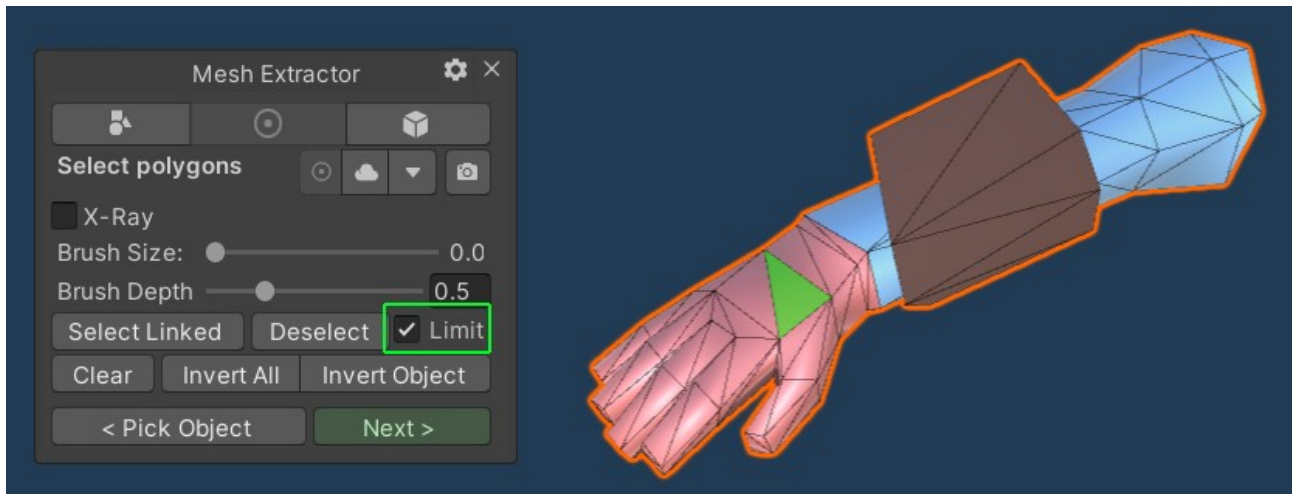 Mesh Extractor
Select polygons
X-Ray
Brush Size: 0.0
Brush Depth 0.5
Select Linked Deselect Limit
Clear Invert All Invert Object
< Pick Object Next >